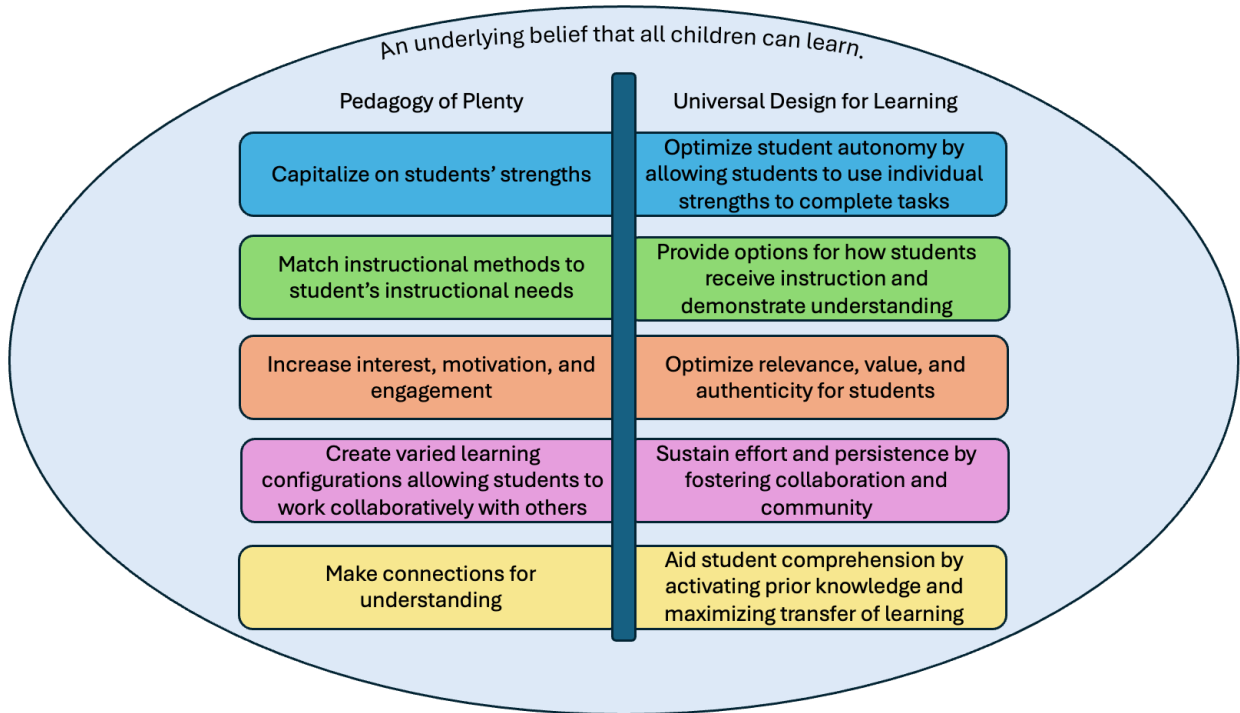 An underlying belief that all children can learn.
Pedagogy of Plenty
Universal Design for Learning
Capitalize on students’ strengths
Optimize student autonomy by
allowing students to use individual
strengths to complete tasks
Match instructional methods to
student’s instructional needs
Provide options for how students
receive instruction and
demonstrate understanding
Increase interest, motivation, and
engagement
Optimize relevance, value, and
authenticity for students
Create varied learning
configurations allowing students to
work collaboratively with others
Sustain effort and persistence by
fostering collaboration and
community
Make connections for
understanding
Aid student comprehension by
activating prior knowledge and
maximizing transfer of learning